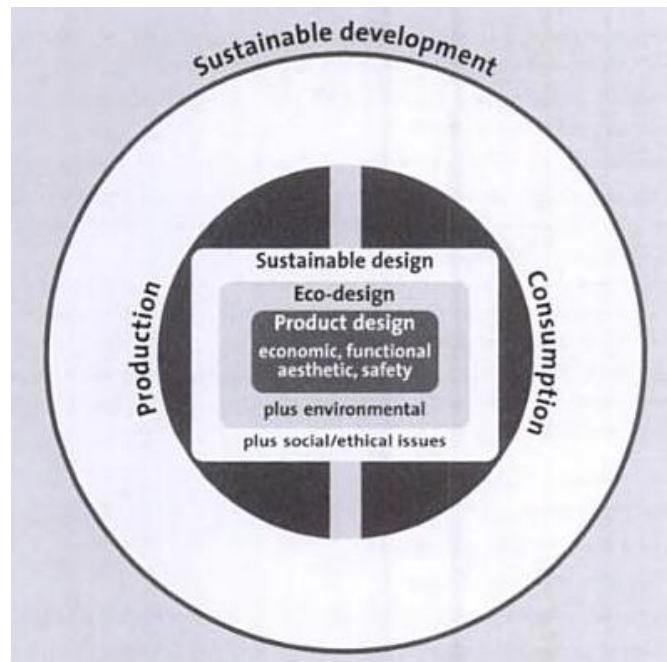 Sustainable development
Production
Consumption
Sustainable design
Eco-design
Product design
economic, functional
aesthetic, safety
plus environmental
plus social/ethical issues